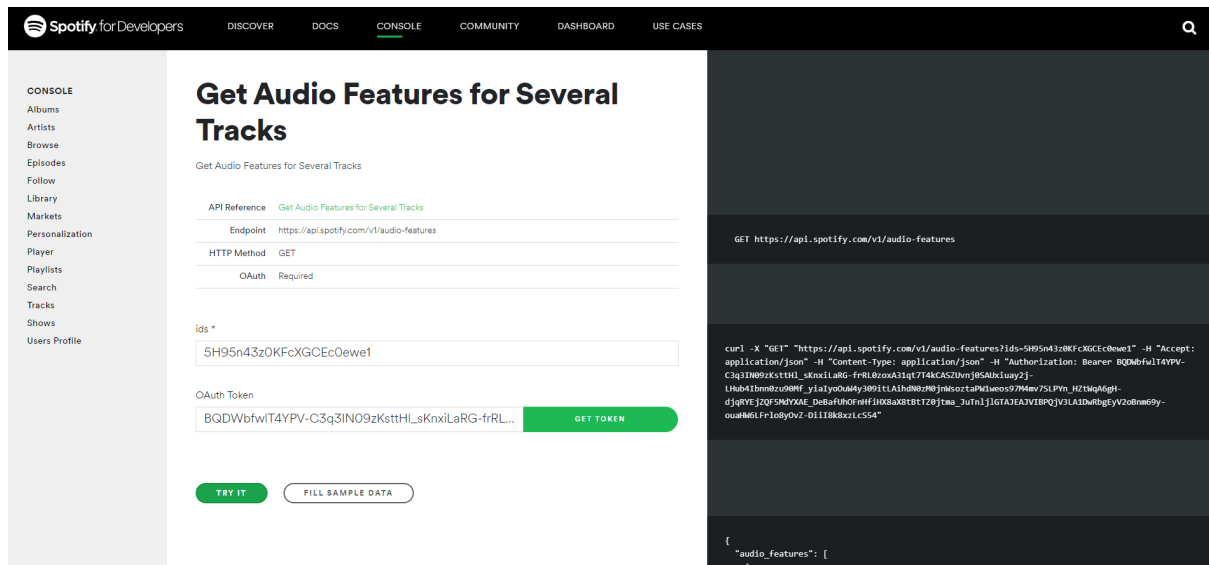 Spotify for Developers DISCOVER DOCS CONSOLE COMMUNITY DASHBOARD USE CASES
CONSOLE
Albums
Artists
Browse
Episodes
Follow
Library
Markets
Personalization
Player
Playlists
Search
Tracks
Shows
Users Profile
Get Audio Features for Several
Tracks
Get Audio Features for Several Tracks
API Reference Get Audio Features for Several Tracks
Endpoint https://api.spotify.com/v1/audio-features
HTTP Method GET
OAuth Required
ids *
5H95n43z0KFcXGCEc0ewe1
OAuth Token
BQDWbfwlT4YPV-C3q3IN09zKsttHl_sKnxiLaRG-frRL... GET TOKEN
TRY IT FILL SAMPLE DATA
GET https://api.spotify.com/v1/audio-features
curl -X "GET" "https://api.spotify.com/v1/audio-features?ids=5H95n43z0KFcXGCEc0ewe1" -H "Accept:
application/json" -H "Content-Type: application/json" -H "Authorization: Bearer BQDWbfwlT4YPV-
{
"audio_features": [